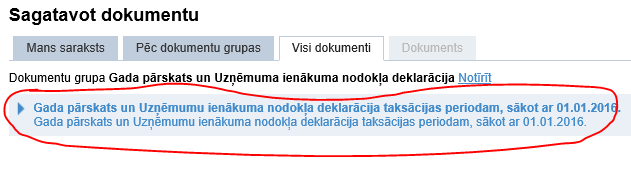 Sagatavot dokumentu
Mans saraksts Pēc dokumentu grupas Visi dokumenti Dokuments
Dokumentu grupa Gada pārskats un Uzņēmuma ienākuma nodokļa deklarācija Notīrīt
Gada pārskats un Uzņēmumu ienākuma nodokļa deklarācija taksācijas periodam, sākot ar 01.01.2016.
Gada pārskats un Uzņēmumu ienākuma nodokļa deklarācija taksācijas periodam, sākot ar 01.01.2016.